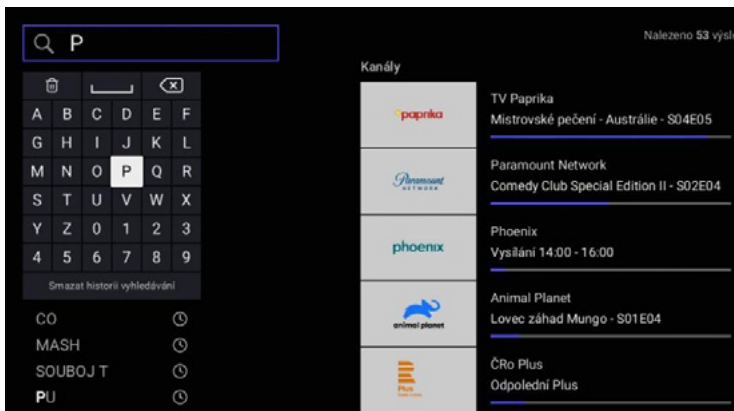 P
Nalezeno 53
Kanály
A B C D E F
G H I J K L
M N O P Q R
S T U V W X
Y Z 0 1 2 3
4 5 6 7 8 9
Smazat historii vyhledávání
CO
MASH
SOUBOJ T
PU
paprika
TV Paprika
Mistrovské pečení - Austrálie - S04E05
Paramount
NETWORK
Paramount Network
Comedy Club Special Edition II - S02E04
phoenix
Phoenix
Vysílání 14:00 - 16:00
animal planet
Animal Planet
Lovec záhad Mungo - S01E04
Plus
ČRo Plus
Odpolední Plus